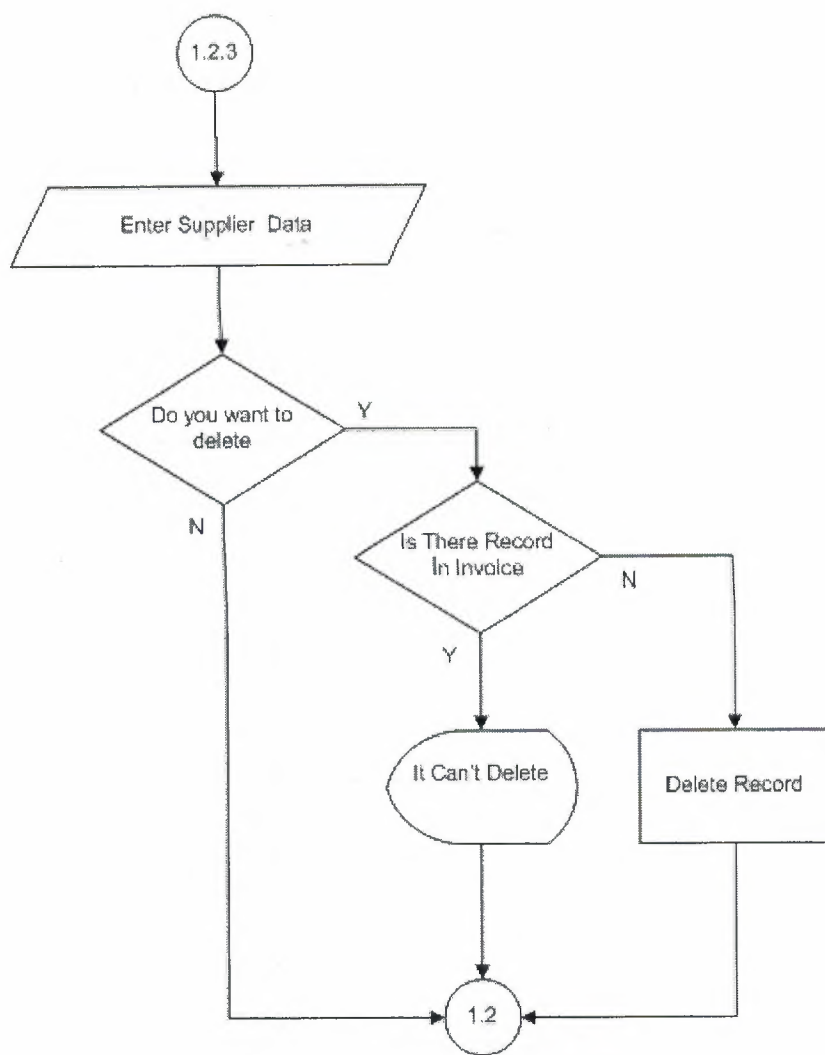 1.2.3
Enter Supplier Data
Do you want to
delete
Y
N
Is There Record
In Invoice
N
Y
It Can't Delete
Delete Record
1.2